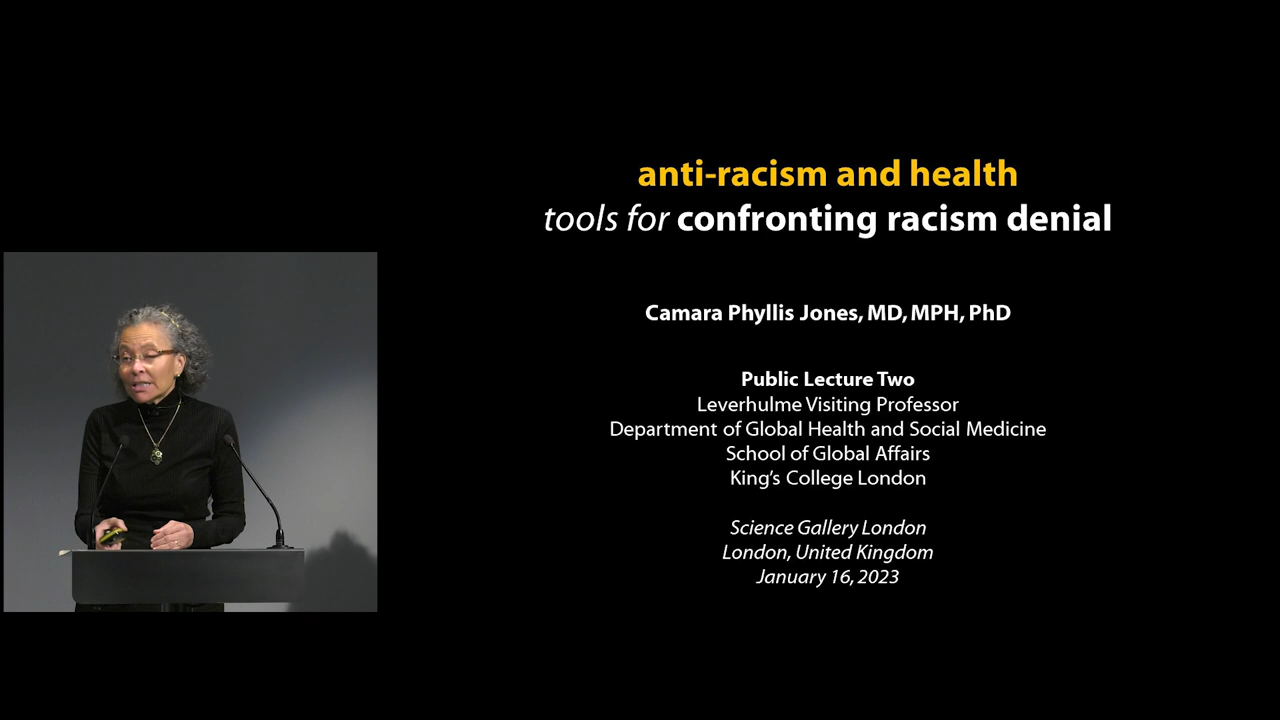 anti-racism and health
tools for confronting racism denial
Camara Phyllis Jones, MD, MPH, PhD
Public Lecture Two
Leverhulme Visiting Professor
Department of Global Health and Social Medicine
School of Global Affairs
King's College London
Science Gallery London
London, United Kingdom
January 16, 2023